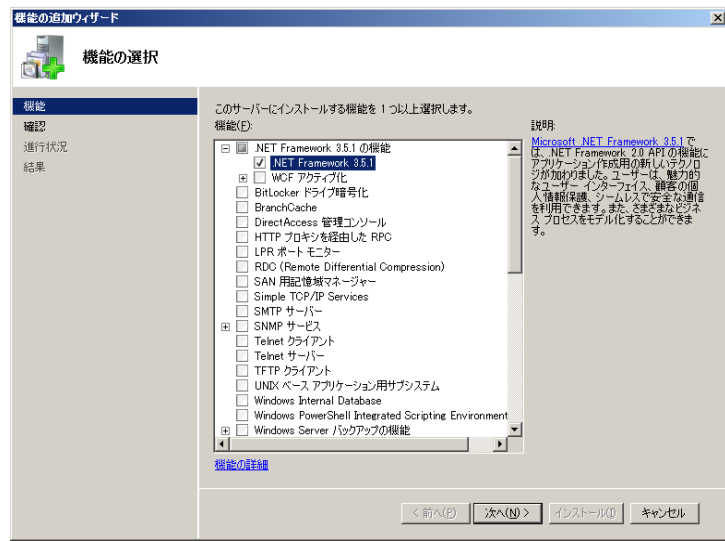 機能の追加ウィザード
機能の選択
機能
確認
進行状況
結果
このサーバーにインストールする機能を 1 つ以上選択します。
機能(F):
.NET Framework 3.5.1 の機能
.NET Framework 3.5.1
WCF アクティブ化
BitLocker ドライブ暗号化
BranchCache
DirectAccess 管理コンソール
HTTP プロキシを経由した RPC
LPR ポート モニター
RDC (Remote Differential Compression)
SAN 用記憶域マネージャー
Simple TCP/IP Services
SMTP サーバー
SNMP サービス
Telnet クライアント
Telnet サーバー
TFTP クライアント
UNIX ベース アプリケーション用サブシステム
Windows Internal Database
Windows PowerShell Integrated Scripting Environment
Windows Server バックアップの機能
機能の詳細
説明:
Microsoft .NET Framework 3.5.1 で
は、.NET Framework 2.0 API の機能に
アプリケーション作成用の新しいテクノロ
ジが加わりました。ユーザーは、魅力的
なユーザー インターフェイス、顧客の個
人情報保護、シームレスで安全な通信
を利用できます。また、さまざまなビジネ
ス プロセスをモデル化することができま
す。
< 前へ(P)
次へ(N) >
インストール(I)
キャンセル